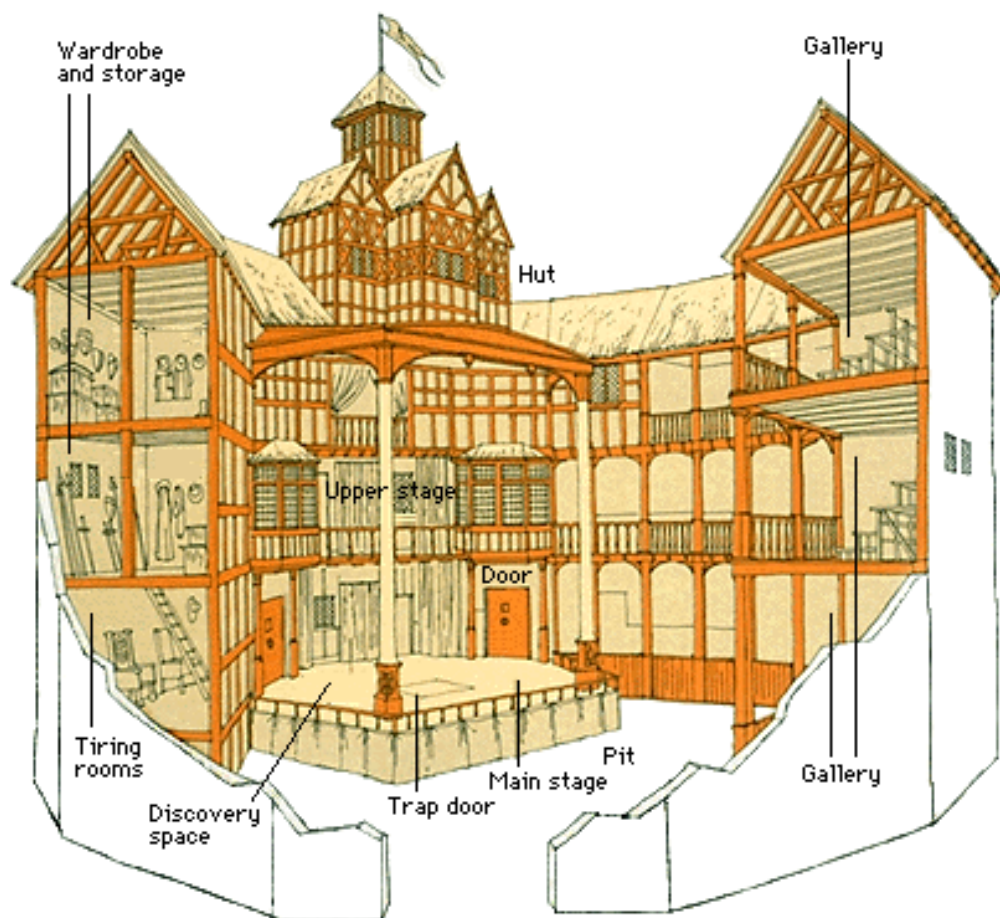 Wardrobe
and storage
Gallery
Hut
Upper stage
Door
Tiring
rooms
Discovery
space
Trap door
Main stage
Pit
Gallery